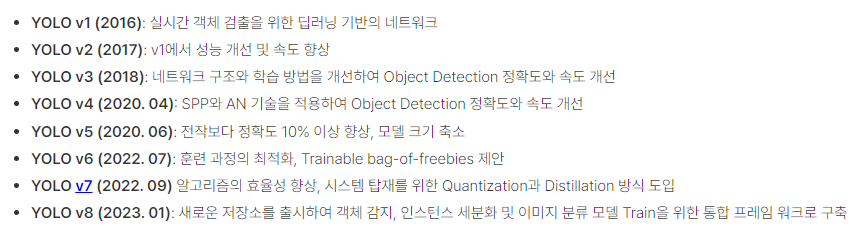 YOLO v1 (2016): 실시간 객체 검출을 위한 딥러닝 기반의 네트워크
YOLO v2 (2017): v1에서 성능 개선 및 속도 향상
YOLO v3 (2018): 네트워크 구조와 학습 방법을 개선하여 Object Detection 정확도와 속도 개선
YOLO v4 (2020. 04): SPP와 AN 기술을 적용하여 Object Detection 정확도와 속도 개선
YOLO v5 (2020. 06): 전작보다 정확도 10% 이상 향상, 모델 크기 축소
YOLO v6 (2022. 07): 훈련 과정의 최적화, Trainable bag-of-freebies 제안
YOLO v7 (2022. 09) 알고리즘의 효율성 향상, 시스템 탑재를 위한 Quantization과 Distillation 방식 도입
YOLO v8 (2023. 01): 새로운 저장소를 출시하여 객체 감지, 인스턴스 세분화 및 이미지 분류 모델 Train을 위한 통합 프레임 워크로 구축